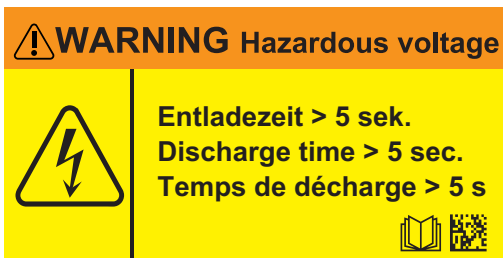 WARNING Hazardous voltage
Entladezeit > 5 sek.
Discharge time > 5 sec.
Temps de décharge > 5 s